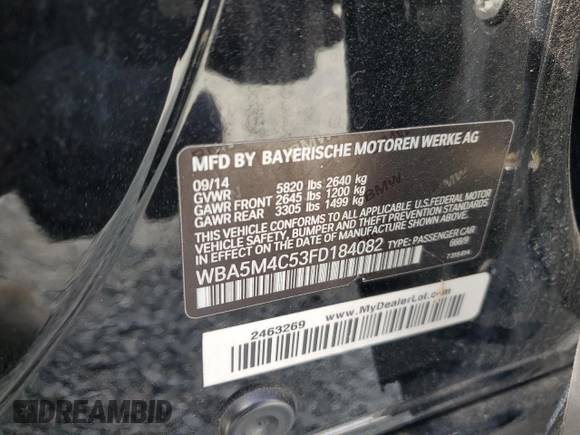 MFD BY BAYERISCHE MOTOREN WERKE AG
09/14
GVWR 5820 lbs 2640 kg
GAWR FRONT 2645 lbs 1200 kg
GAWR REAR 3305 lbs 1499 kg
THIS VEHICLE CONFORMS TO ALL APPLICABLE U.S. FEDERAL MOTOR
VEHICLE SAFETY, BUMPER AND THEFT PREVENTION STANDARDS
IN EFFECT ON THE DATE OF MANUFACTURE SHOWN ABOVE.
WBA5M4C53FD184082 TYPE: PASSENGER CAR
BMW
2463269 www.MyDealerLot.com
DREAMBID